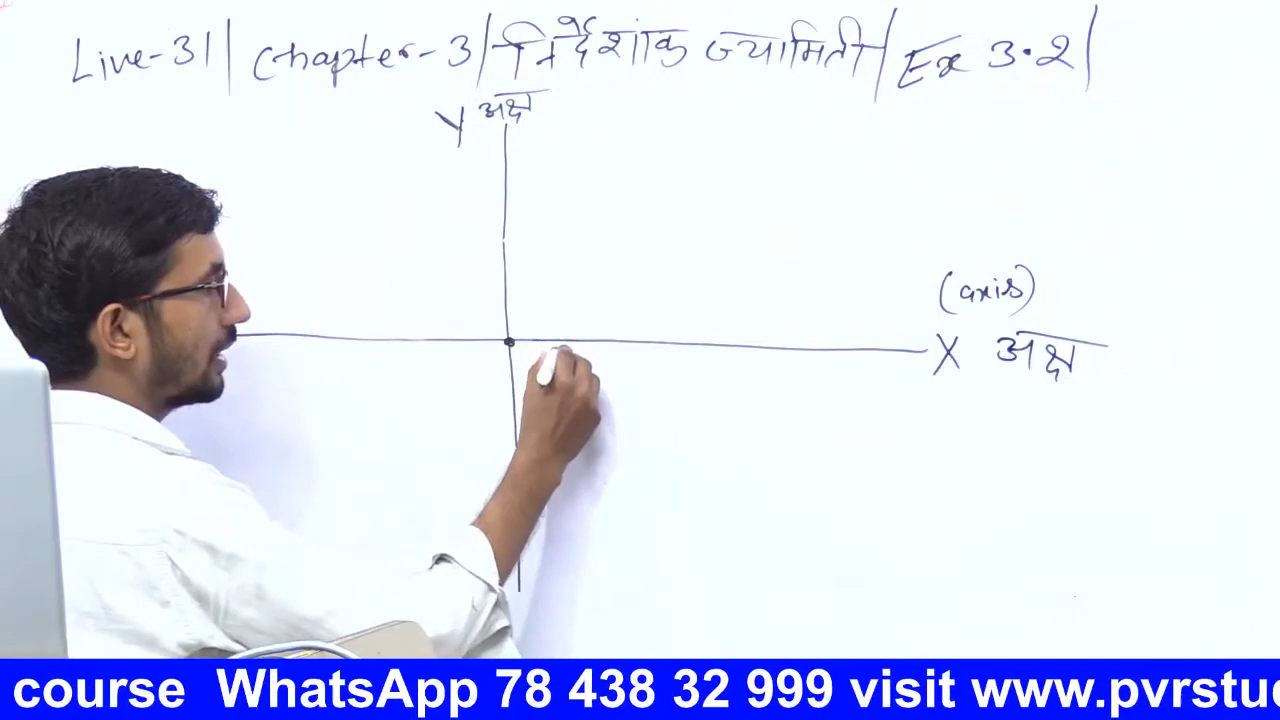 Live-31 | Chapter-3 | निर्देशांक ज्यामिती | Ex 3.2 |
Y अक्ष
(axis)
X अक्ष
course WhatsApp 78 438 32 999 visit www.pvrstu